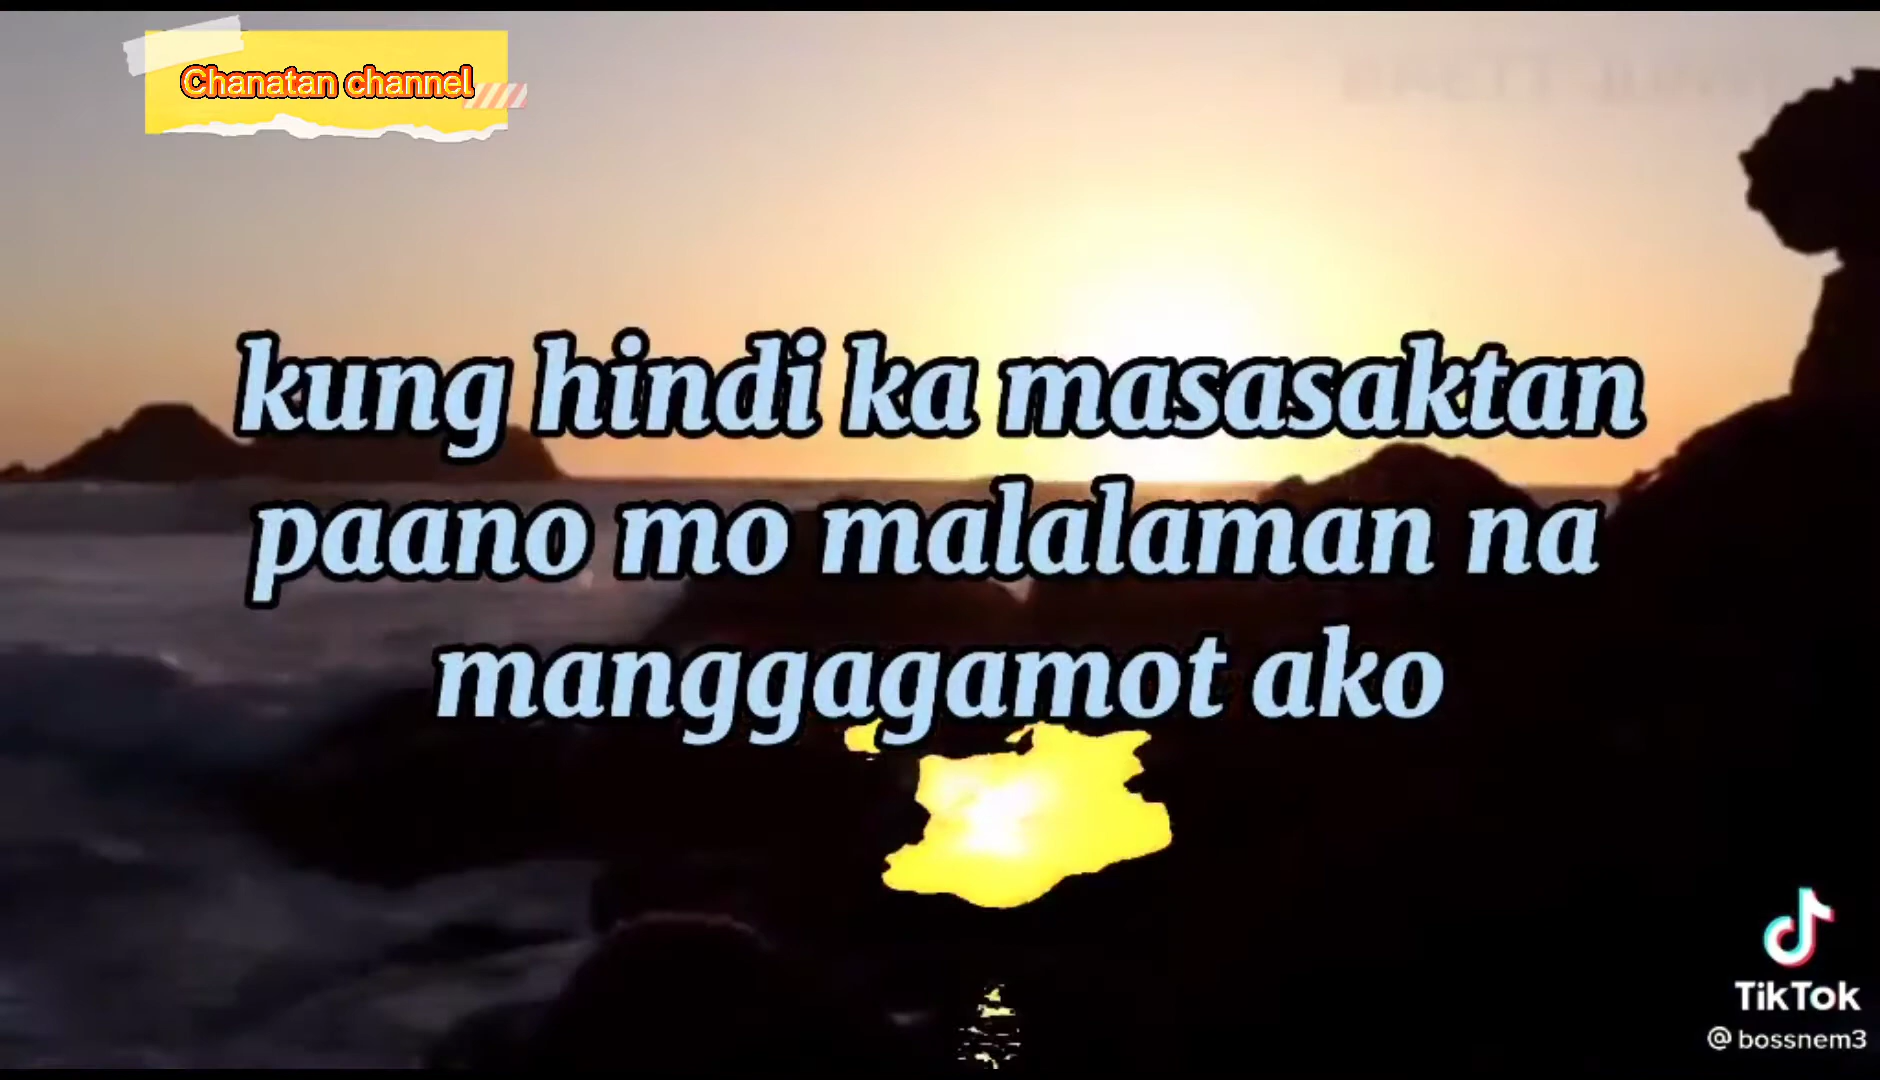 Chanatan channel
kung hindi ka masasaktan
paano mo malalaman na
manggagamot ako
TikTok
@bossnem3